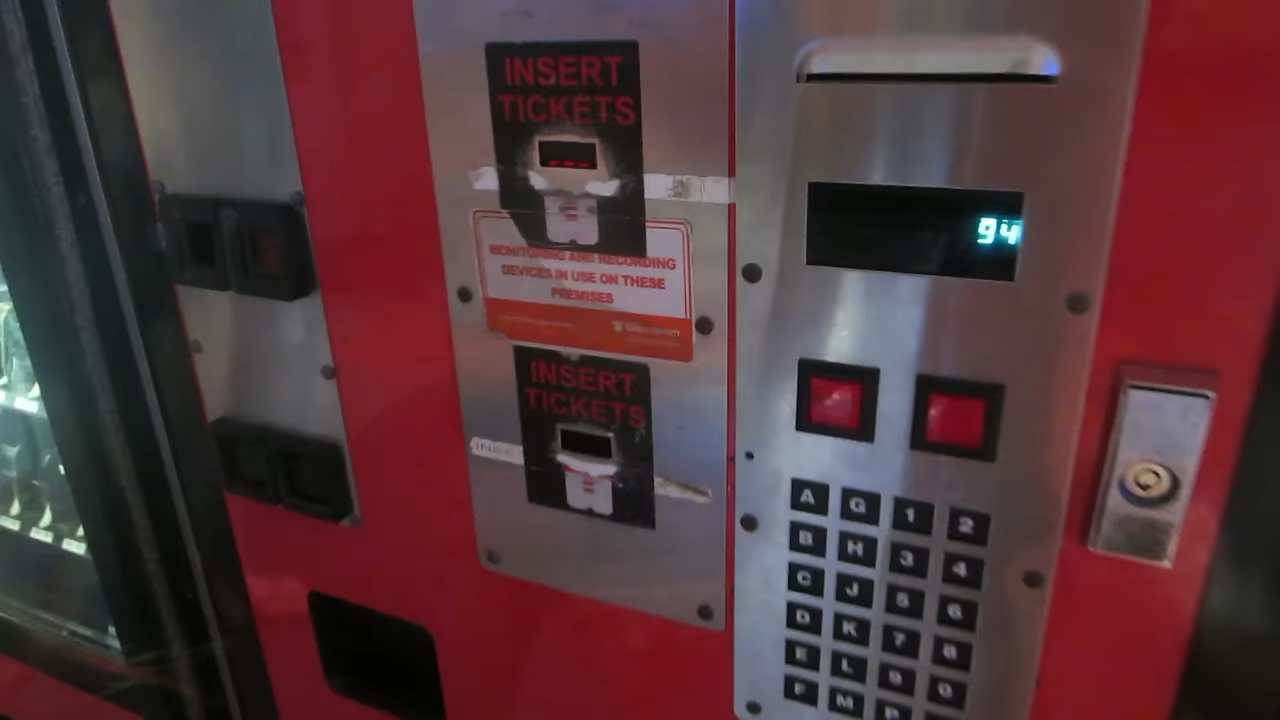 INSERT
TICKETS
MONITORING AND RECORDING
DEVICES IN USE ON THESE
PREMISES
INSERT
TICKETS
94
A G 1 2
B H 3 4
C J 5 6
D K 7 8
E L 9 0
F M P